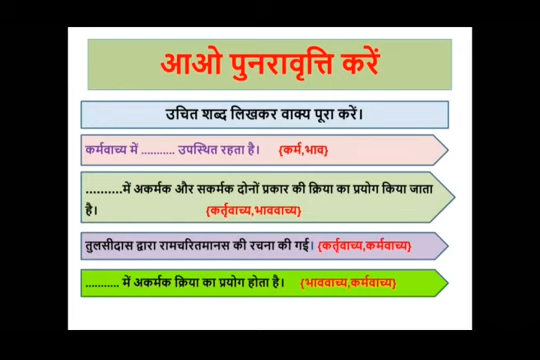 आओ पुनरावृत्ति करें
उचित शब्द लिखकर वाक्य पूरा करें।
कर्मवाच्य में ........... उपस्थित रहता है। {कर्म,भाव}
..........में अकर्मक और सकर्मक दोनों प्रकार की क्रिया का प्रयोग किया जाता
है। {कर्तृवाच्य,भाववाच्य}
तुलसीदास द्वारा रामचरितमानस की रचना की गई। {कर्तृवाच्य,कर्मवाच्य}
........... में अकर्मक क्रिया का प्रयोग होता है। {भाववाच्य,कर्मवाच्य}